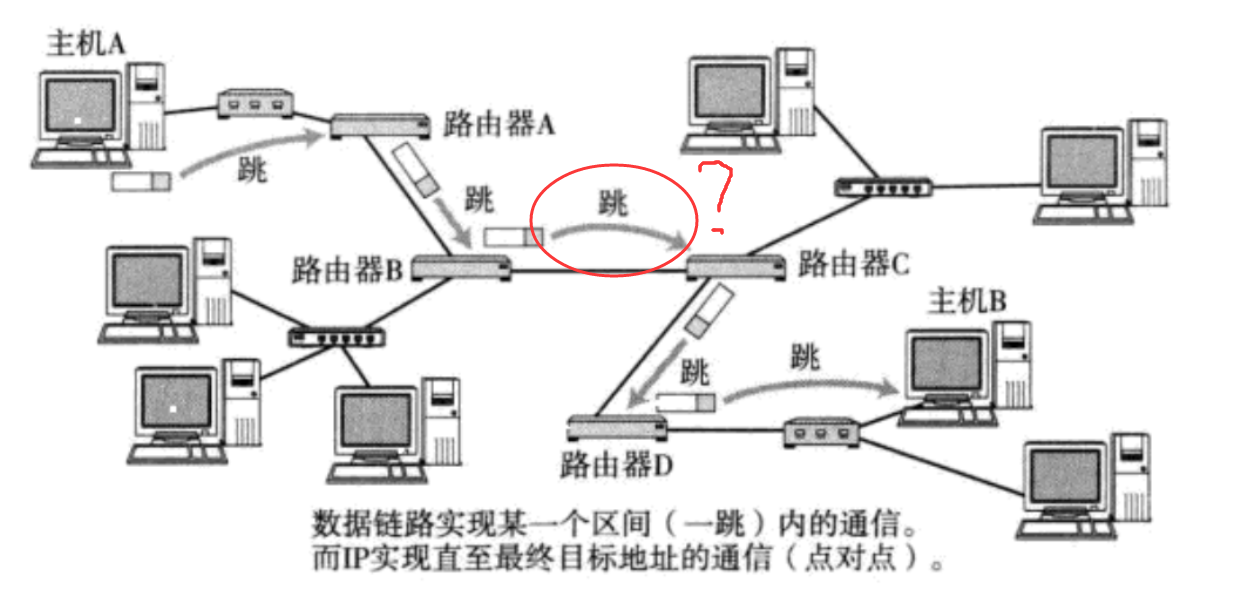 主机A
路由器A
跳
跳
跳
?
路由器B
路由器C
主机B
跳
跳
路由器D
数据链路实现某一个区间（一跳）内的通信。
而IP实现直至最终目标地址的通信（点对点）。